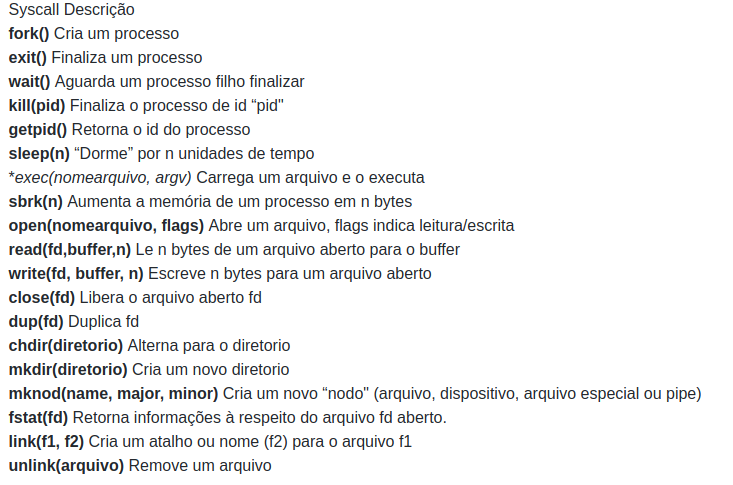 Syscall Descrição
fork() Cria um processo
exit() Finaliza um processo
wait() Aguarda um processo filho finalizar
kill(pid) Finaliza o processo de id “pid"
getpid() Retorna o id do processo
sleep(n) “Dorme” por n unidades de tempo
*exec(nomearquivo, argv) Carrega um arquivo e o executa
sbrk(n) Aumenta a memória de um processo em n bytes
open(nomearquivo, flags) Abre um arquivo, flags indica leitura/escrita
read(fd,buffer,n) Le n bytes de um arquivo aberto para o buffer
write(fd, buffer, n) Escreve n bytes para um arquivo aberto
close(fd) Libera o arquivo aberto fd
dup(fd) Duplica fd
chdir(diretorio) Alterna para o diretorio
mkdir(diretorio) Cria um novo diretorio
mknod(name, major, minor) Cria um novo “nodo" (arquivo, dispositivo, arquivo especial ou pipe)
fstat(fd) Retorna informações à respeito do arquivo fd aberto.
link(f1, f2) Cria um atalho ou nome (f2) para o arquivo f1
unlink(arquivo) Remove um arquivo